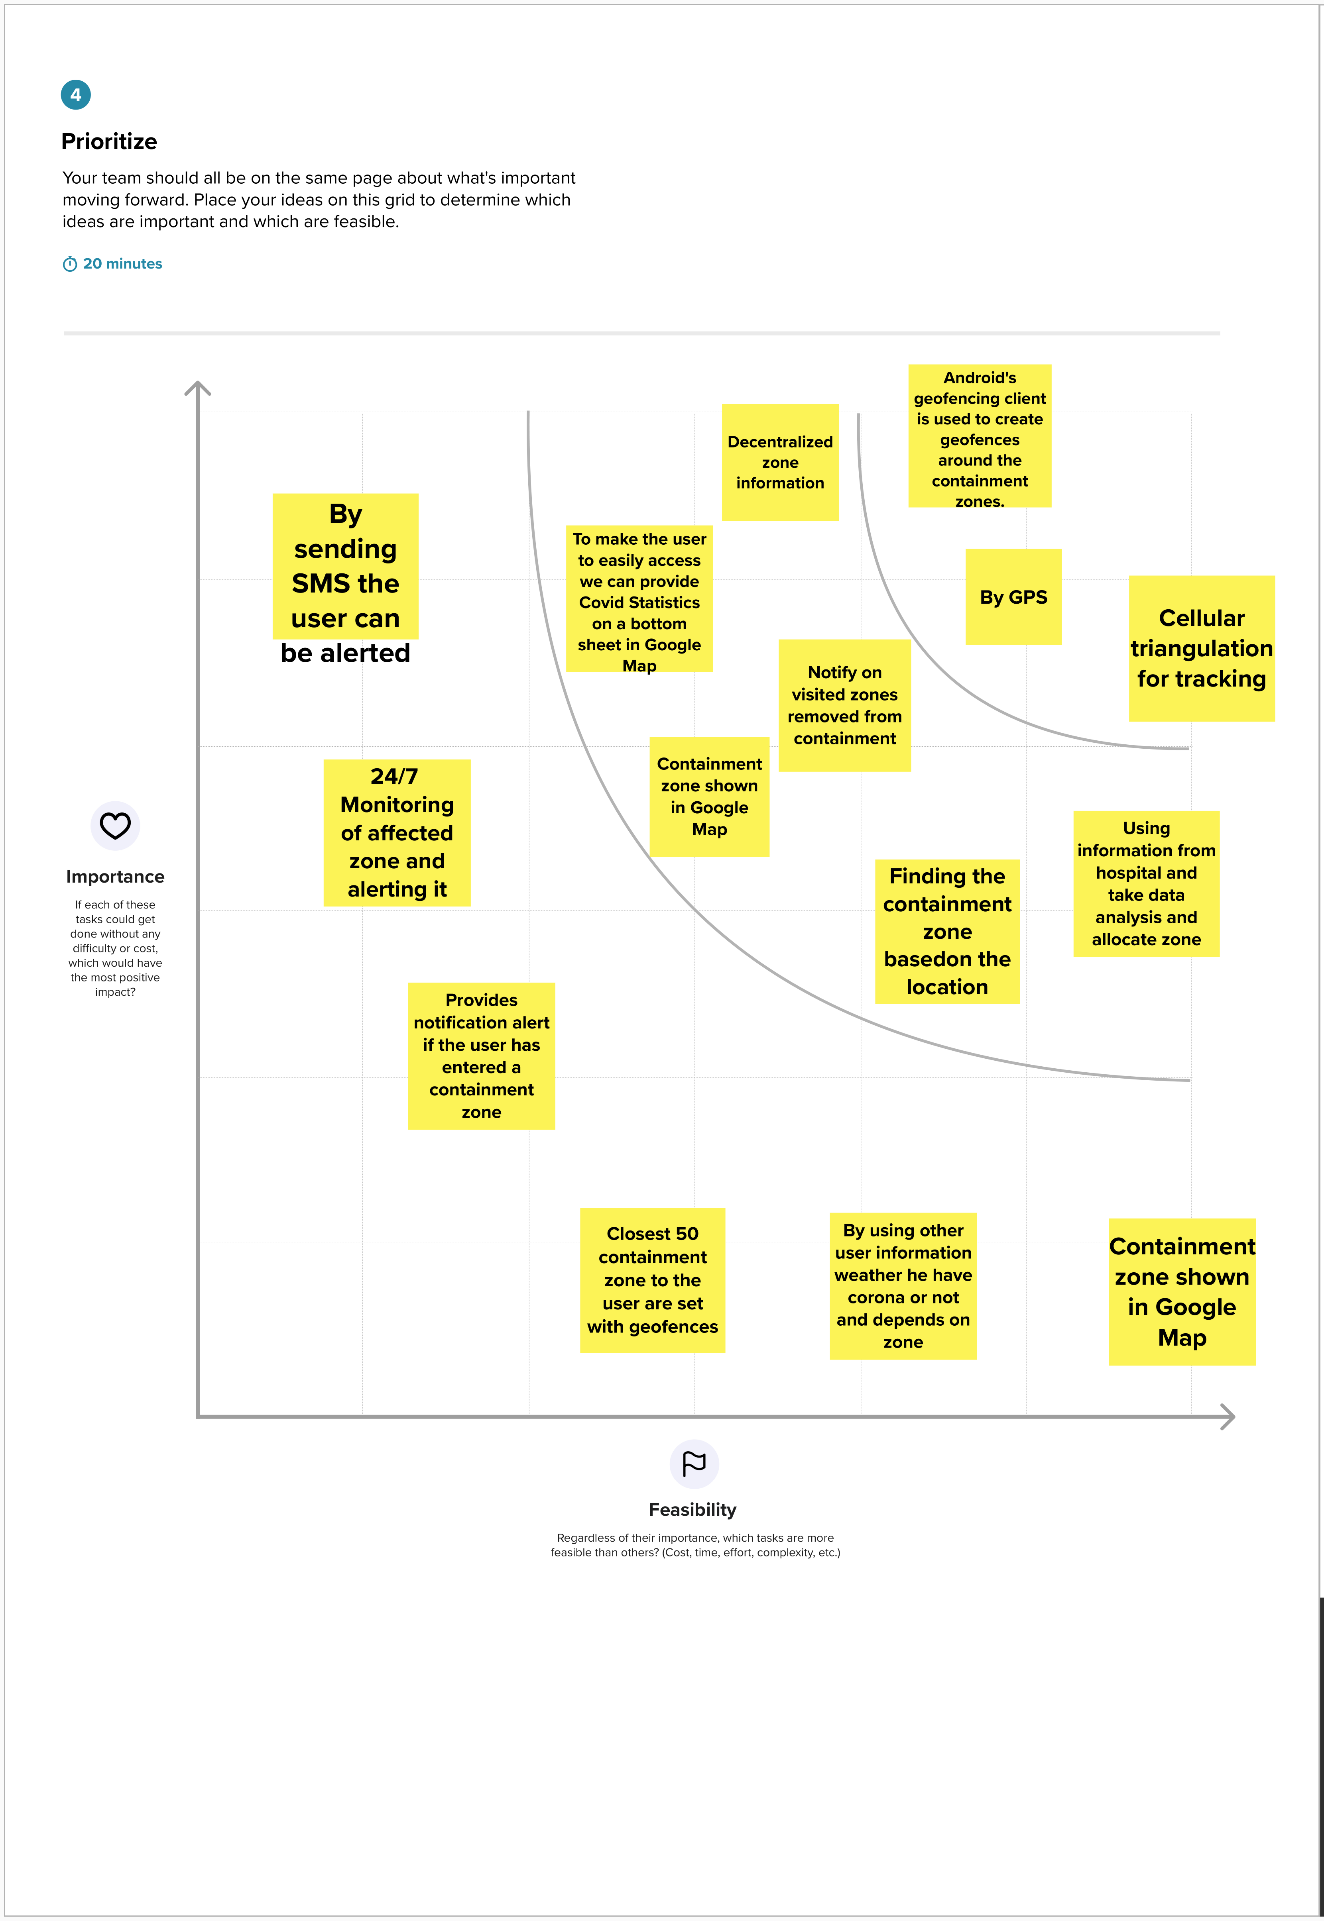 4
Prioritize
Your team should all be on the same page about what's important
moving forward. Place your ideas on this grid to determine which
ideas are important and which are feasible.
20 minutes
Android's
geofencing client
is used to create
geofences
around the
containment
zones.
Decentralized
zone
information
By
sending
SMS the
user can
be alerted
To make the user
to easily access
we can provide
Covid Statistics
on a bottom
sheet in Google
Map
By GPS
Cellular
triangulation
for tracking
Notify on
visited zones
removed from
containment
Containment
zone shown
in Google
Map
24/7
Monitoring
of affected
zone and
alerting it
Using
information from
hospital and
take data
analysis and
allocate zone
Finding the
containment
zone
basedon the
location
Importance
If each of these
tasks could get
done without any
difficulty or cost,
which would have
the most positive
impact?
Provides
notification alert
if the user has
entered a
containment
zone
Closest 50
containment
zone to the
user are set
with geofences
By using other
user information
weather he have
corona or not
and depends on
zone
Containment
zone shown
in Google
Map
Feasibility
Regardless of their importance, which tasks are more
feasible than others? (Cost, time, effort, complexity, etc.)